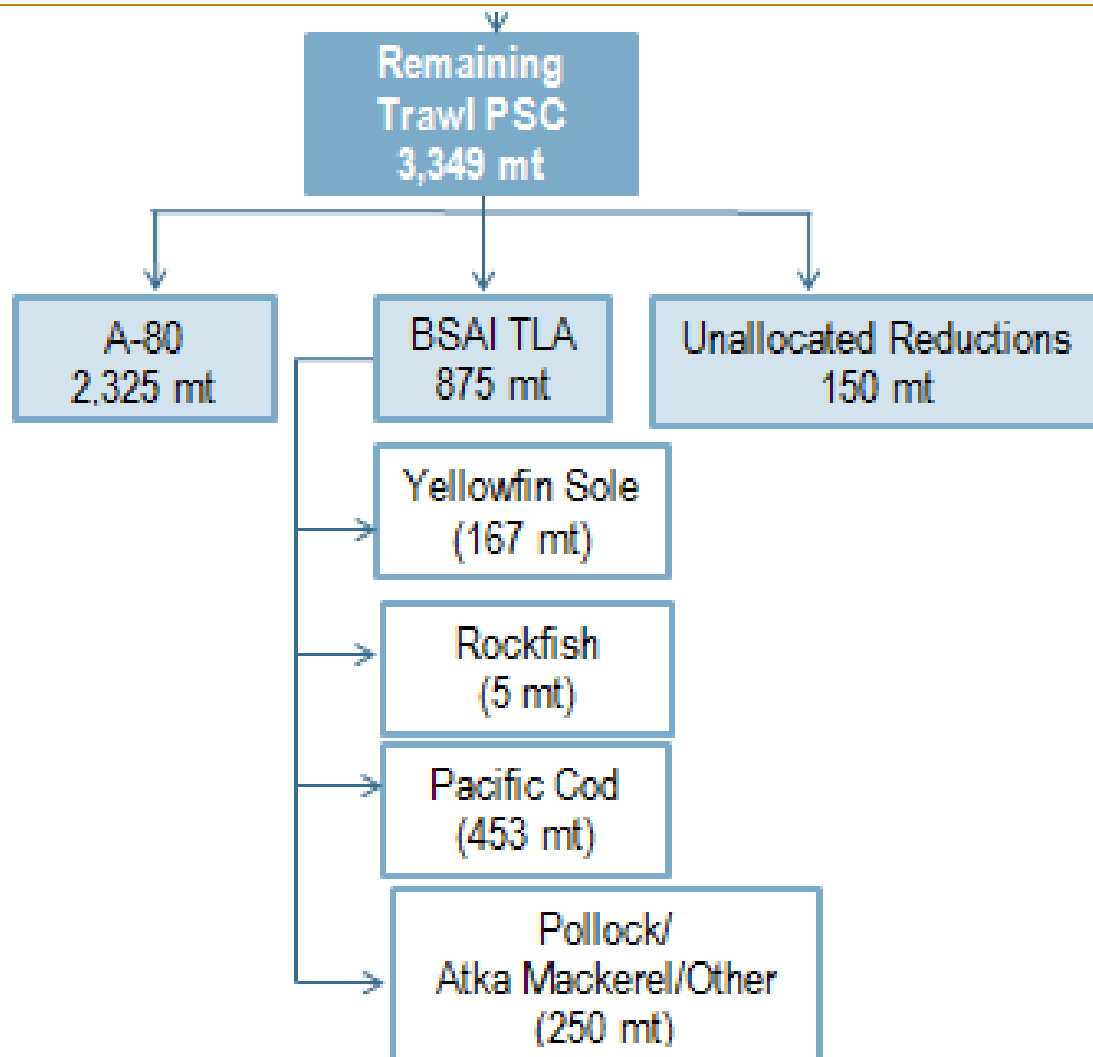 Remaining
Trawl PSC
3,349 mt
A-80
2,325 mt
BSAI TLA
875 mt
Unallocated Reductions
150 mt
Yellowfin Sole
(167 mt)
Rockfish
(5 mt)
Pacific Cod
(453 mt)
Pollock/
Atka Mackerel/Other
(250 mt)